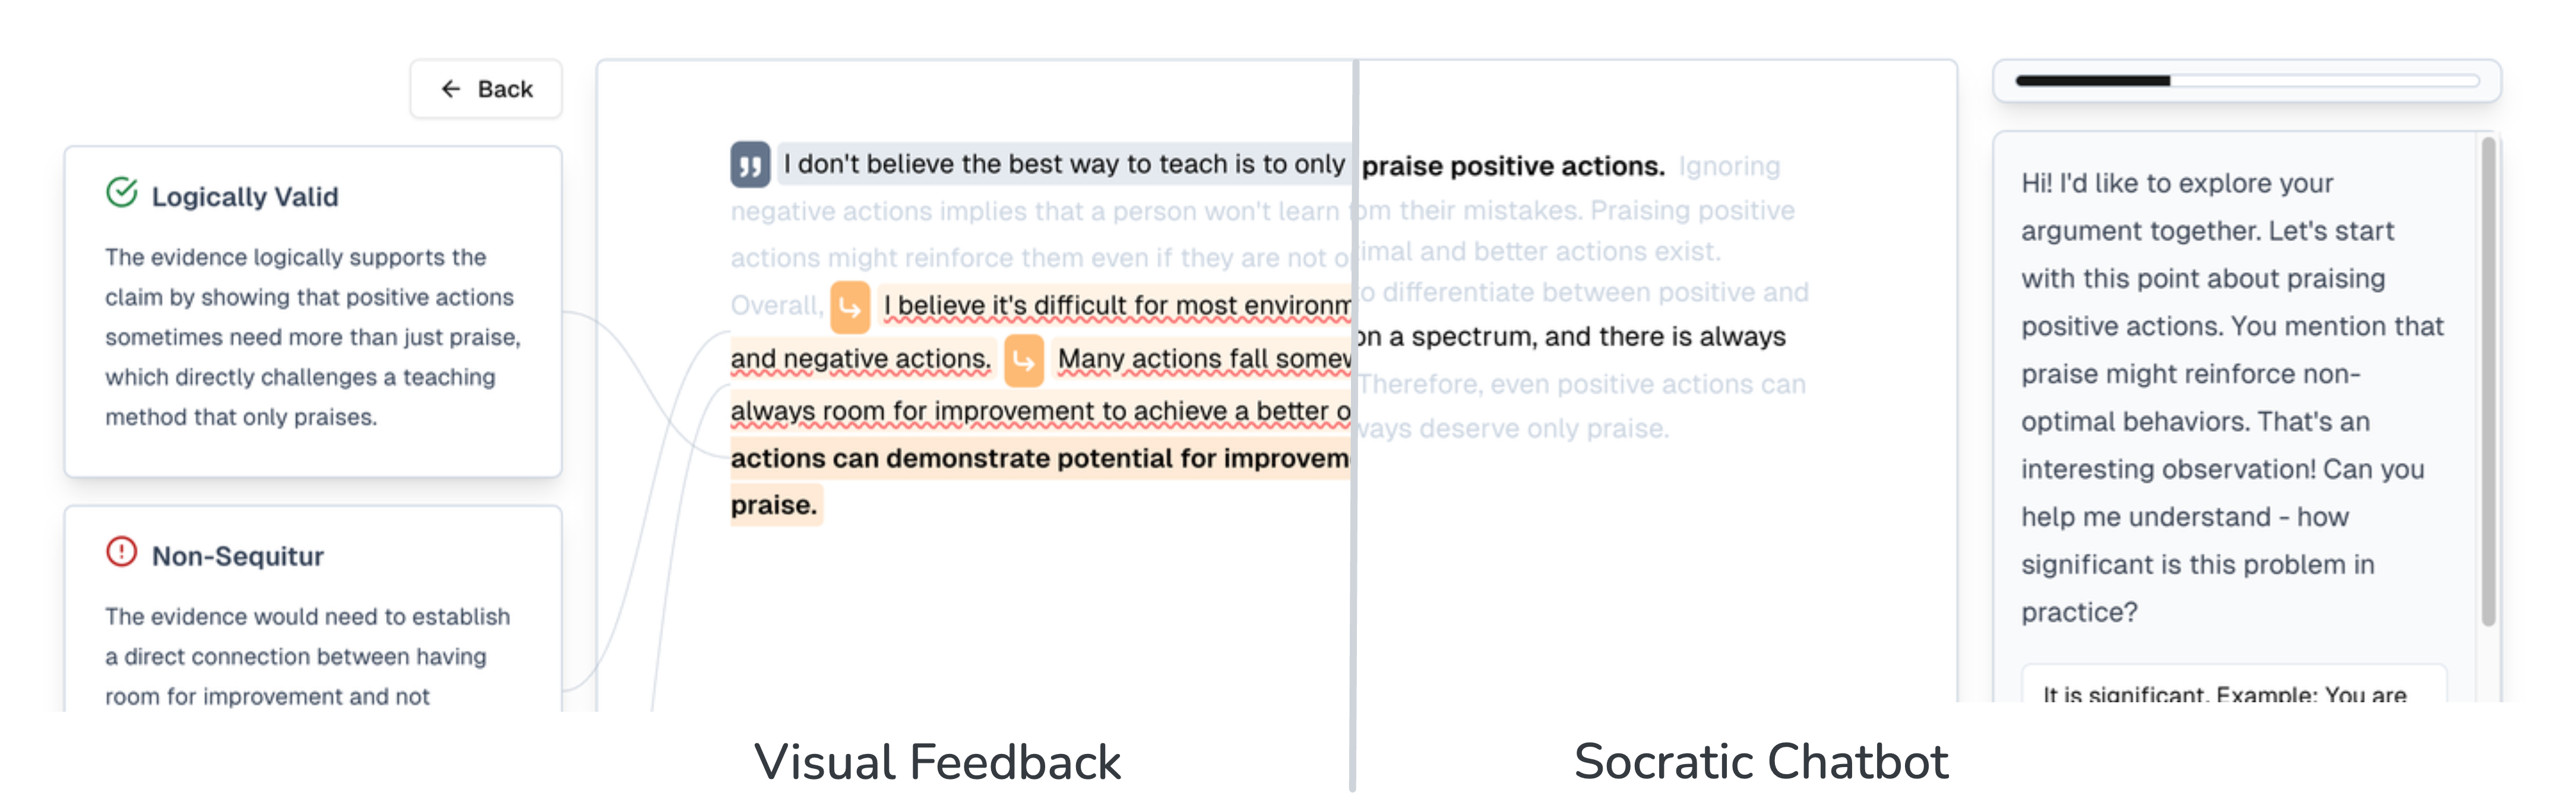 Back
Logically Valid
The evidence logically supports the
claim by showing that positive actions
sometimes need more than just praise,
which directly challenges a teaching
method that only praises.
Non-Sequitur
The evidence would need to establish
a direct connection between having
room for improvement and not
I don't believe the best way to teach is to only
negative actions implies that a person won't learn
actions might reinforce them even if they are not
Overall, I believe it's difficult for most
and negative actions. Many actions fall
always room for improvement to achieve a better
actions can demonstrate potential for
praise.
praise positive actions. Ignoring
their mistakes. Praising positive
and better actions exist.
differentiate between positive and
on a spectrum, and there is always
Therefore, even positive actions can
deserve only praise.
Hi! I'd like to explore your
argument together. Let's start
with this point about praising
positive actions. You mention that
praise might reinforce non-
optimal behaviors. That's an
interesting observation! Can you
help me understand - how
significant is this problem in
practice?
It is significant. Example: You are
Visual Feedback
Socratic Chatbot